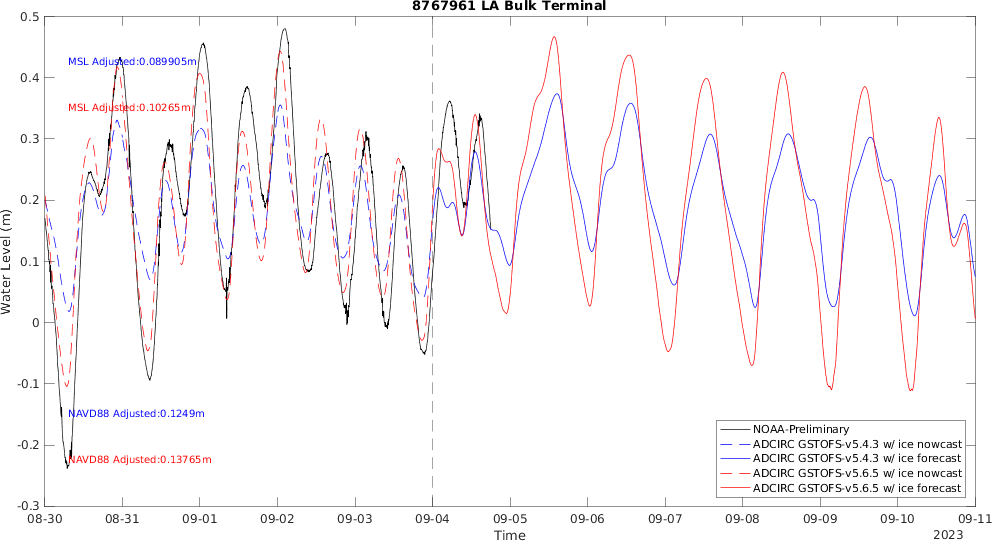 8767961 LA Bulk Terminal
0.5
0.4
0.3
0.2
0.1
0
-0.1
-0.2
-0.3
Water Level (m)
MSL Adjusted:0.089905m
MSL Adjusted:0.10265m
NAVD88 Adjusted:0.1249m
NAVD88 Adjusted:0.13765m
NOAA-Preliminary
ADCIRC GSTOFS-v5.4.3 w/ ice nowcast
ADCIRC GSTOFS-v5.4.3 w/ ice forecast
ADCIRC GSTOFS-v5.6.5 w/ ice nowcast
ADCIRC GSTOFS-v5.6.5 w/ ice forecast
08-30 08-31 09-01 09-02 09-03 09-04 09-05 09-06 09-07 09-08 09-09 09-10 09-11
Time
2023